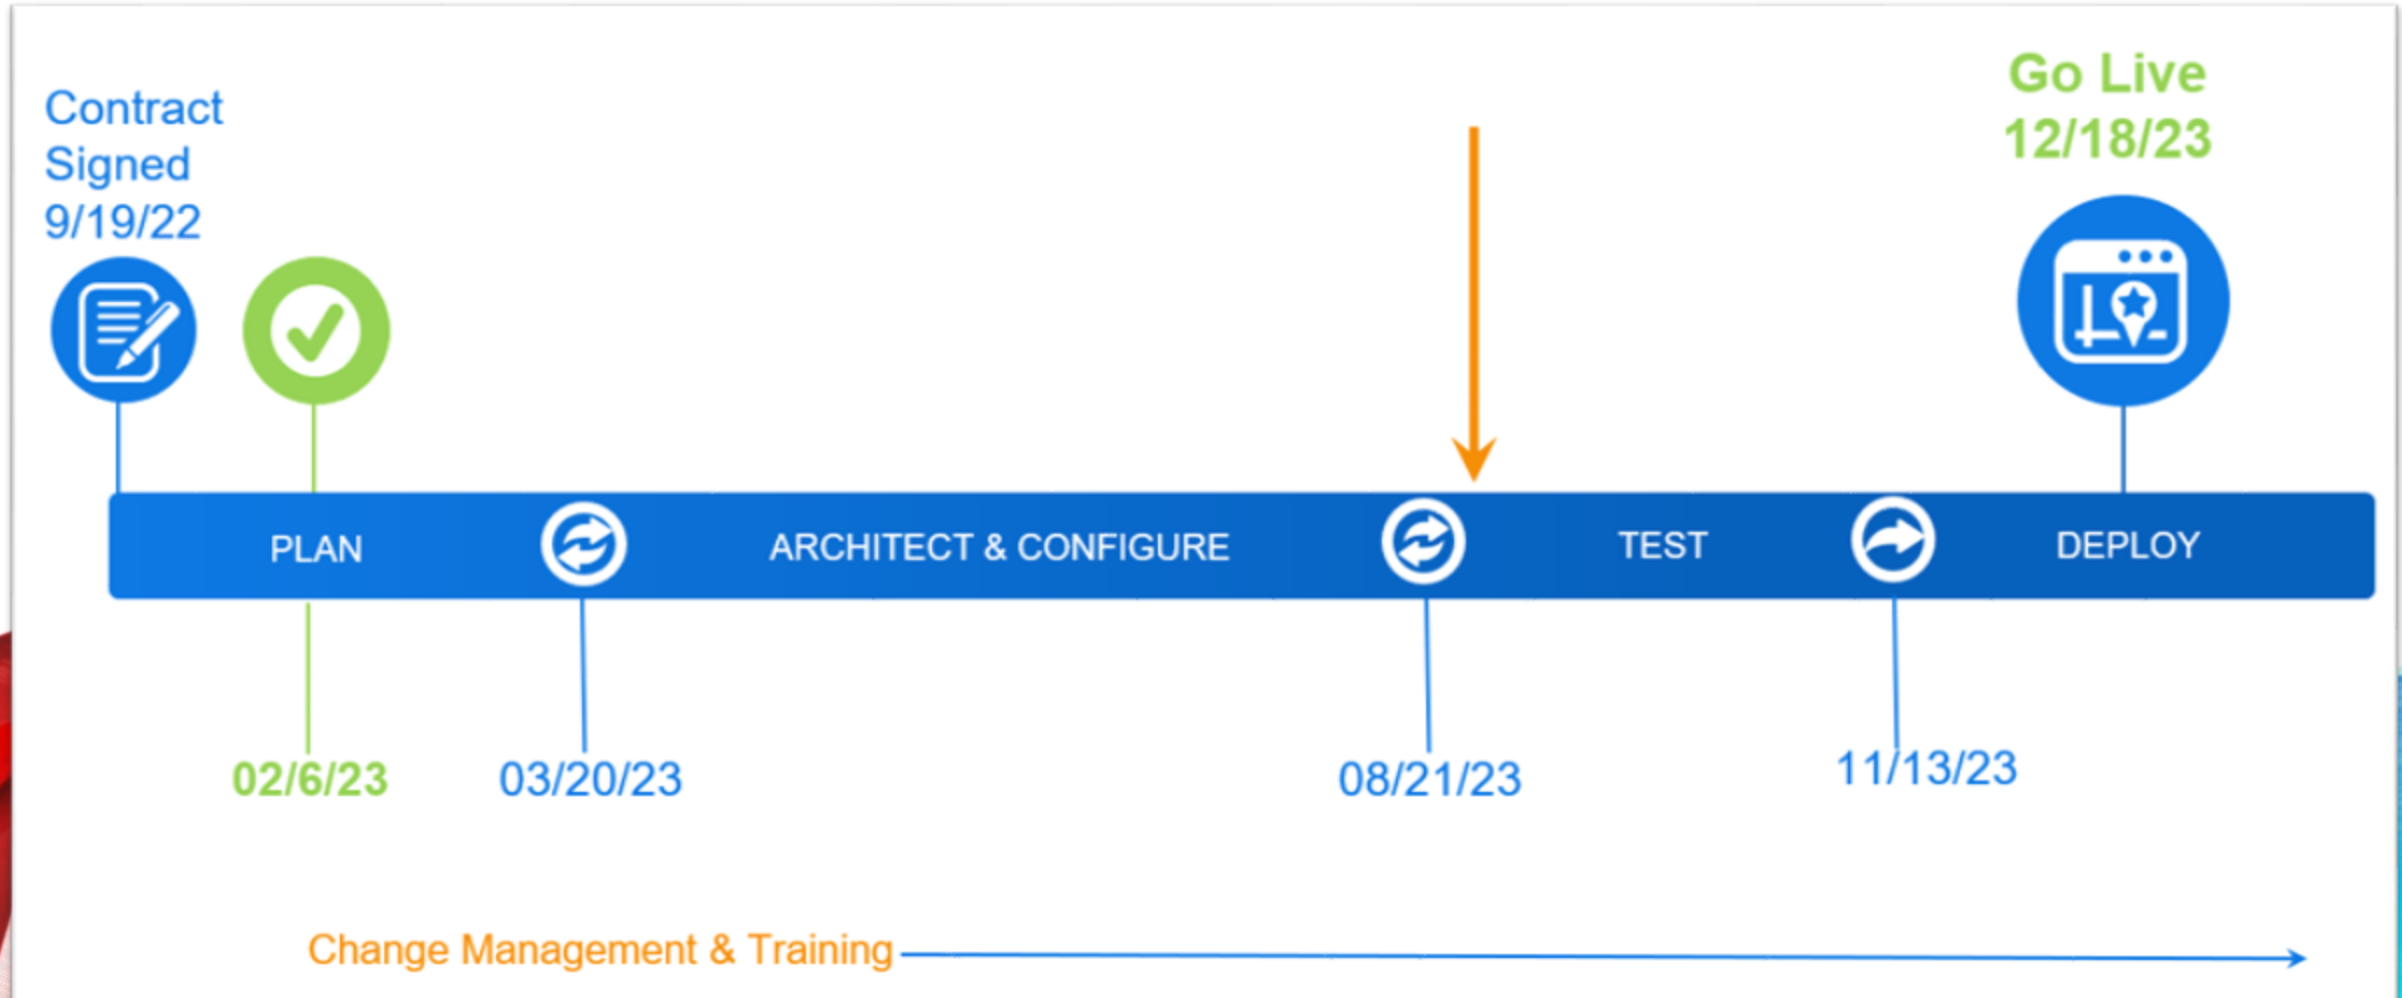 Contract
Signed
9/19/22
Go Live
12/18/23
PLAN
ARCHITECT & CONFIGURE
TEST
DEPLOY
02/6/23
03/20/23
08/21/23
11/13/23
Change Management & Training